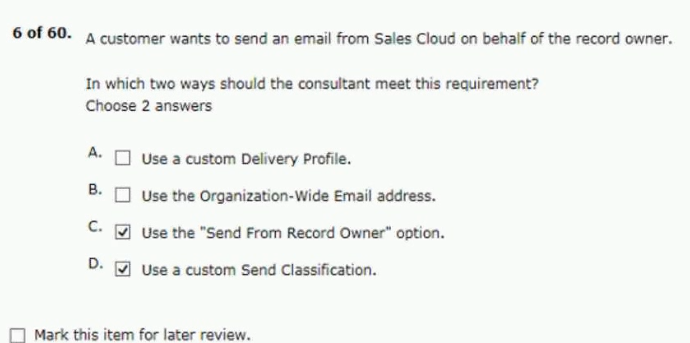 6 of 60. A customer wants to send an email from Sales Cloud on behalf of the record owner.
In which two ways should the consultant meet this requirement?
Choose 2 answers
A. Use a custom Delivery Profile.
B. Use the Organization-Wide Email address.
C. Use the "Send From Record Owner" option.
D. Use a custom Send Classification.
Mark this item for later review.